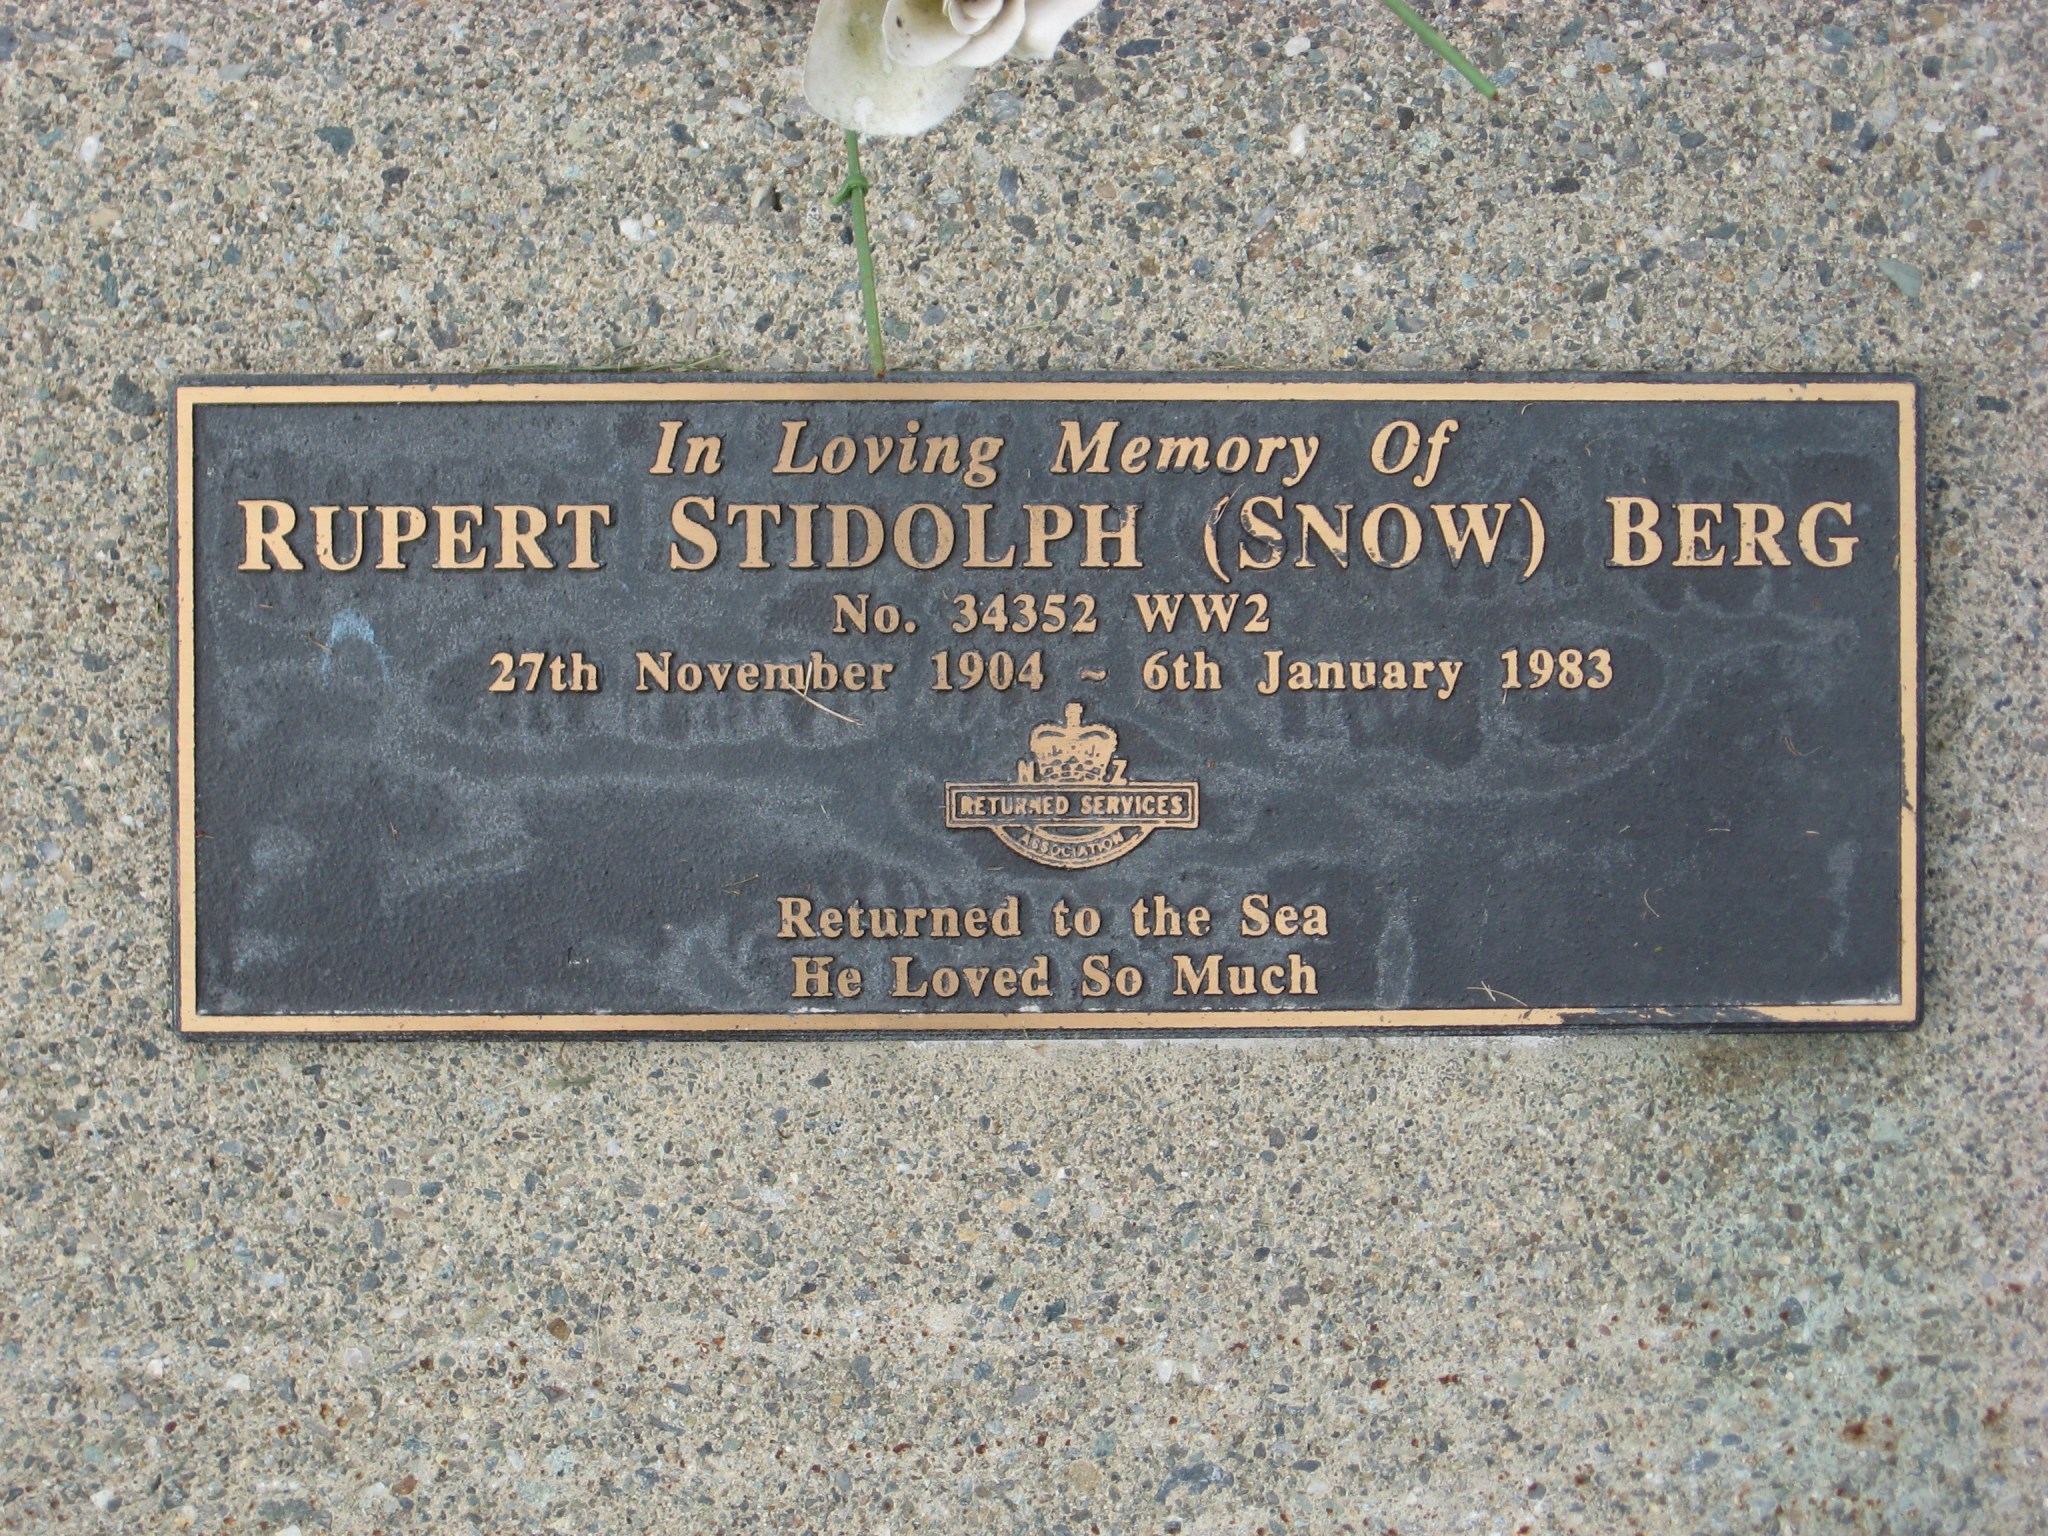 In Loving Memory Of
RUPERT STIDOLPH (SNOW) BERG
No. 34352 WW2
27th November 1904 ~ 6th January 1983
N Z
RETURNED SERVICES
ASSOCIATION
Returned to the Sea
He Loved So Much